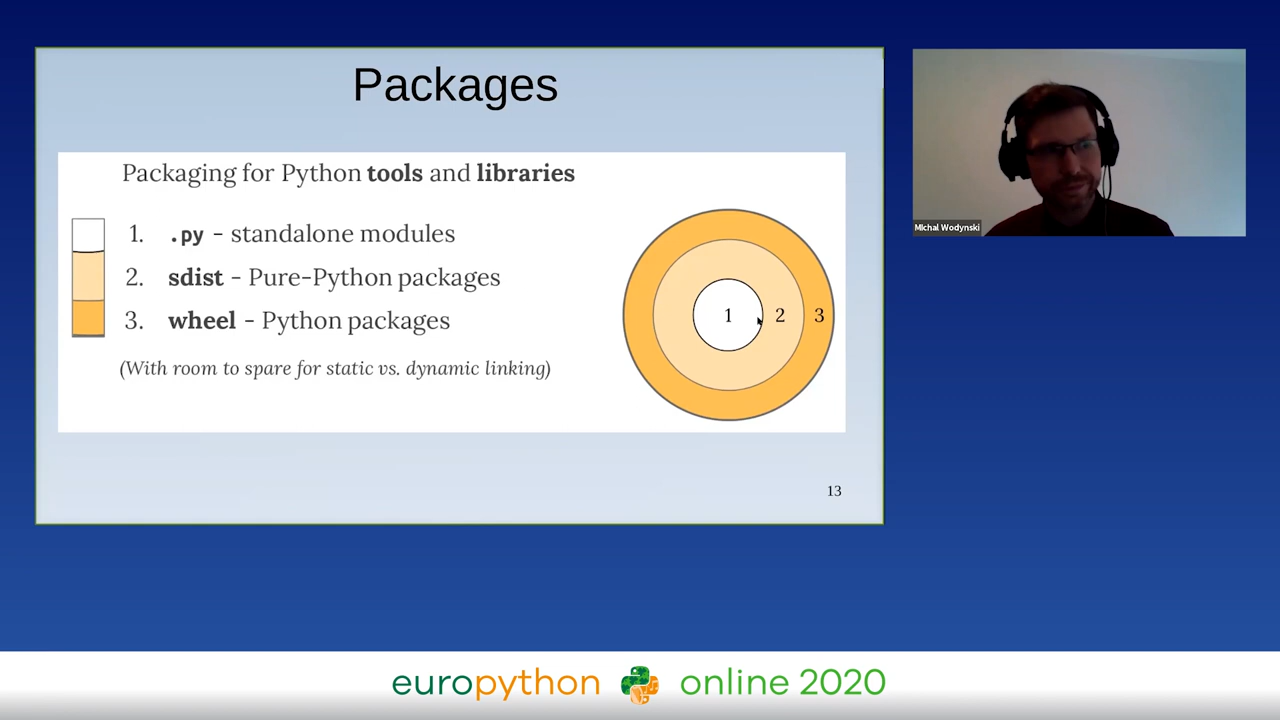 Packages
Packaging for Python tools and libraries
1. .py - standalone modules
2. sdist - Pure-Python packages
3. wheel - Python packages
(With room to spare for static vs. dynamic linking)
1 2 3
13
Michal Wodynski
europython online 2020